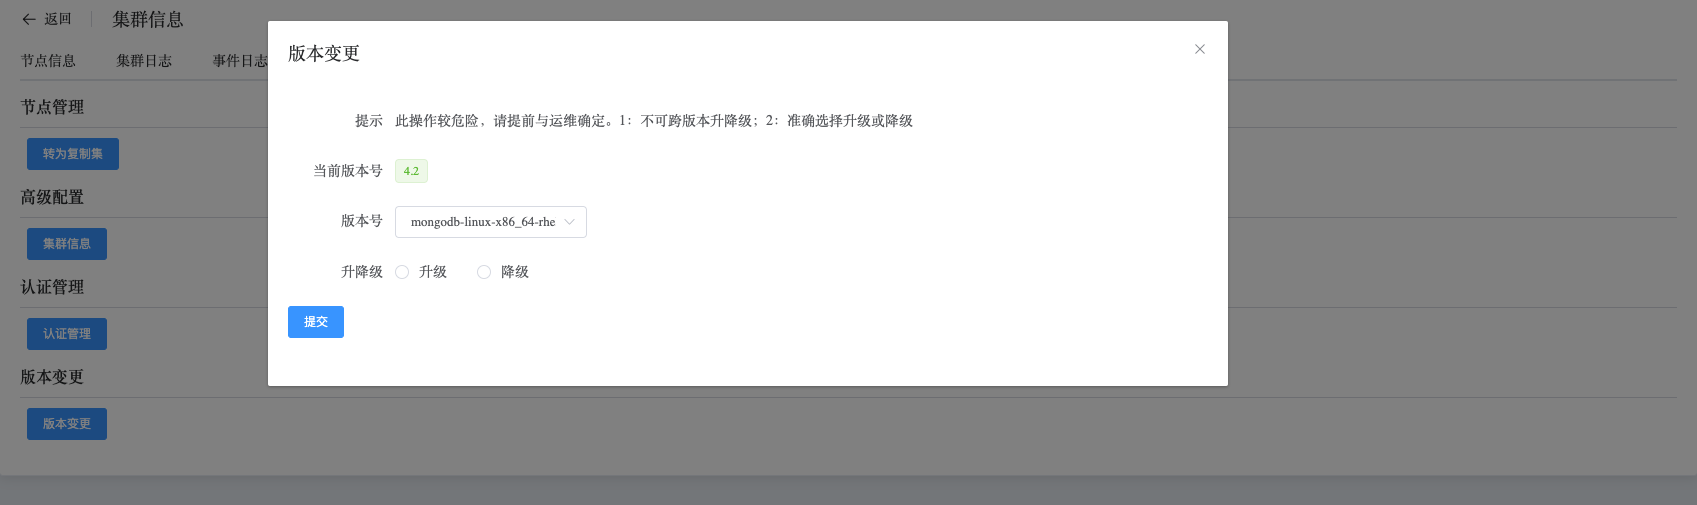 返回
集群信息
节点信息
集群日志
事件日志
节点管理
转为复制集
高级配置
集群信息
认证管理
认证管理
版本变更
版本变更
版本变更
提示 此操作较危险，请提前与运维确定。1：不可跨版本升降级；2：准确选择升级或降级
当前版本号 4.2
版本号 mongodb-linux-x86_64-rhe
升降级 升级 降级
提交